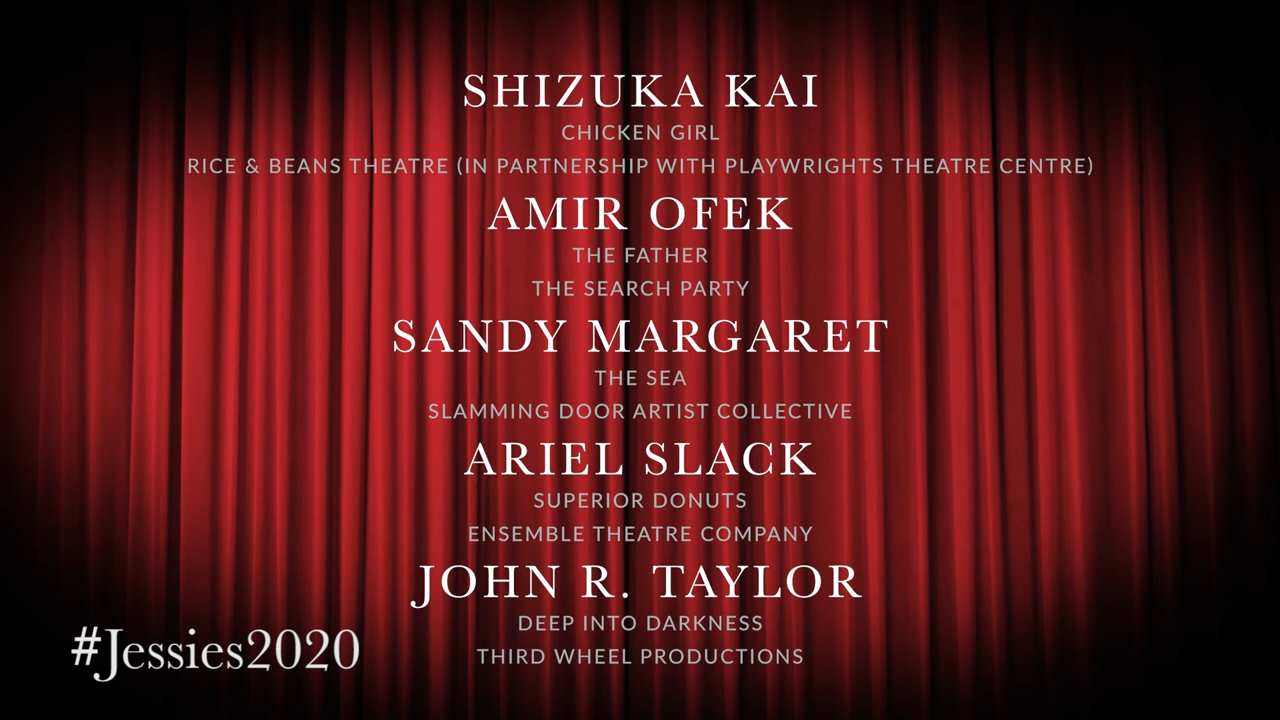 SHIZUKA KAI
CHICKEN GIRL
RICE & BEANS THEATRE (IN PARTNERSHIP WITH PLAYWRIGHTS THEATRE CENTRE)
AMIR OFEK
THE FATHER
THE SEARCH PARTY
SANDY MARGARET
THE SEA
SLAMMING DOOR ARTIST COLLECTIVE
ARIEL SLACK
SUPERIOR DONUTS
ENSEMBLE THEATRE COMPANY
JOHN R. TAYLOR
DEEP INTO DARKNESS
THIRD WHEEL PRODUCTIONS
#Jessies2020